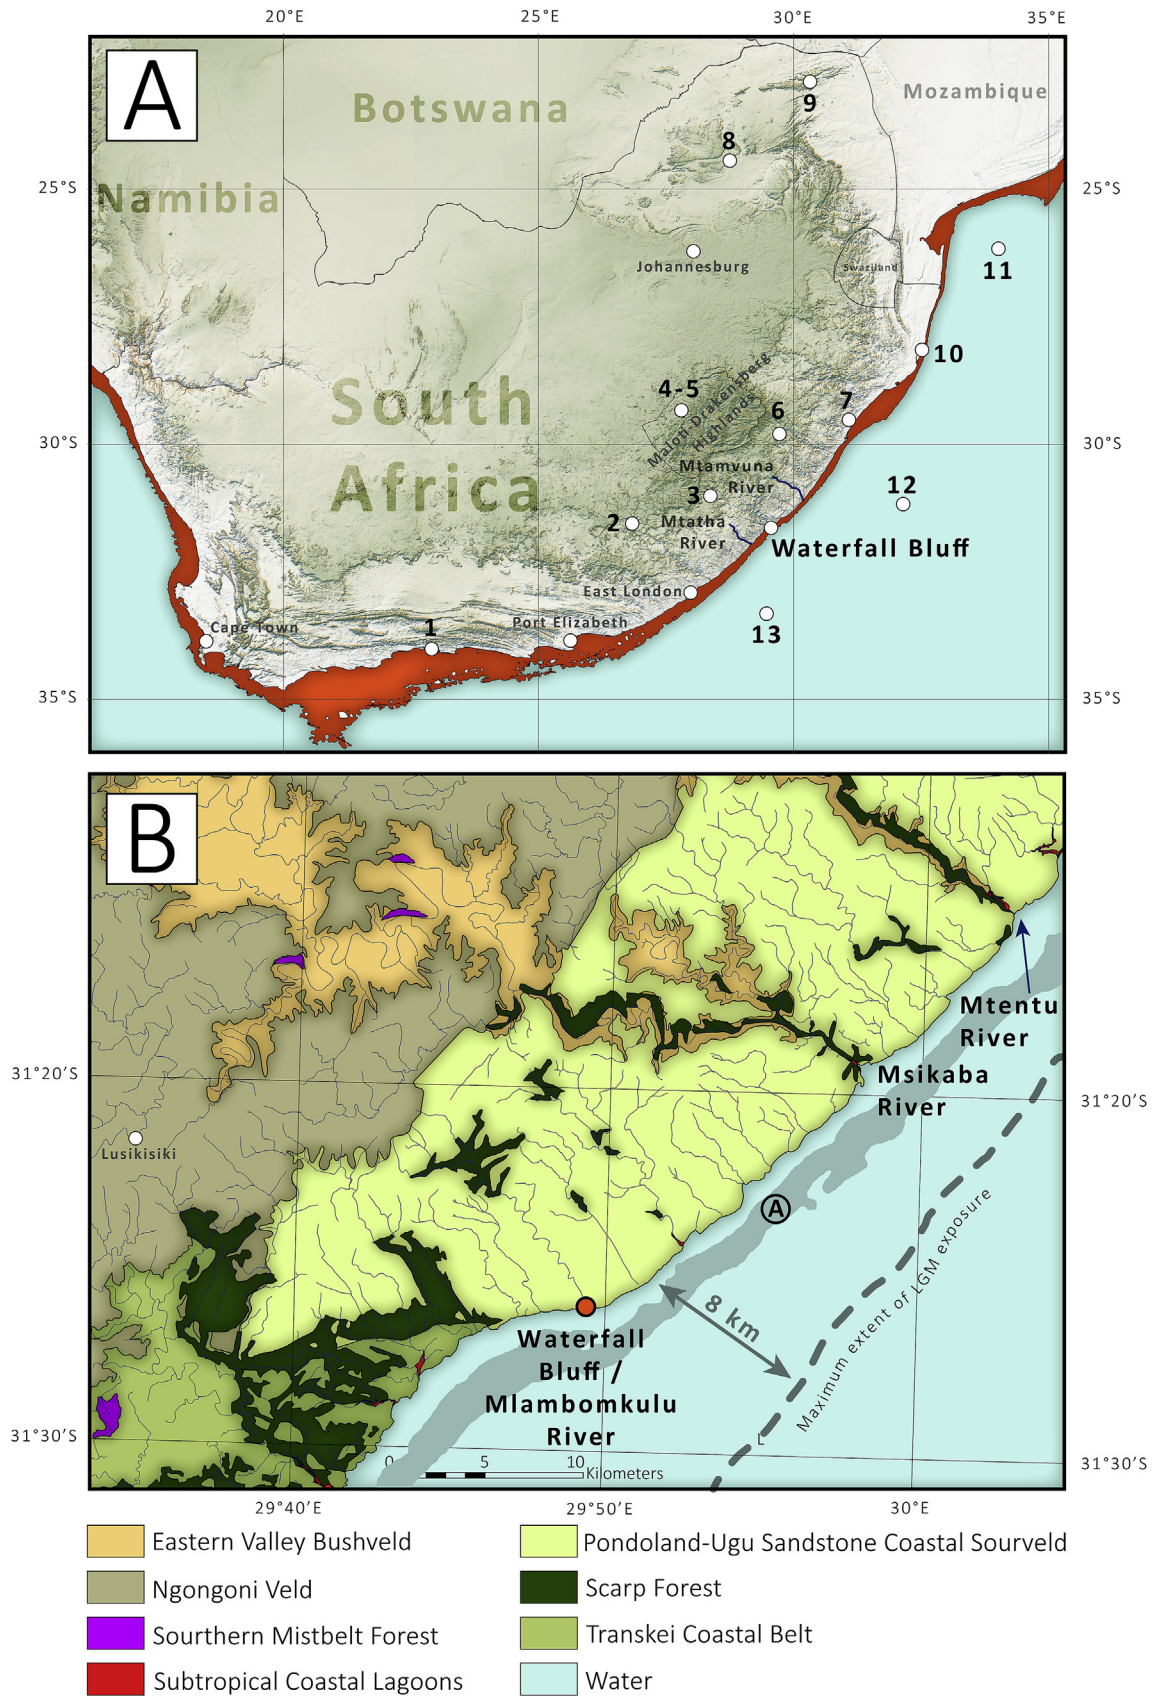 20°E 25°E 30°E 35°E
A
Botswana
Mozambique
9
8
25°S 25°S
Namibia
Johannesburg
Swaziland
11
10
South
Africa
4-5
Maloti-Drakensberg
Highlands
6
7
30°S 30°S
Mtamvuna
River
3
12
2
Mtatha
River
Waterfall Bluff
East London
Port Elizabeth
13
1
Cape Town
35°S 35°S
B
Mtentu
River
31°20'S
Msikaba
River
31°20'S
Lusikisiki
A
8 km
Maximum extent of LGM exposure
Waterfall
Bluff /
Mlambomkulu
River
L
31°30'S
0 5 10
Kilometers
31°30'S
29°40'E 29°50'E 30°E
Eastern Valley Bushveld
Pondoland-Ugu Sandstone Coastal Sourveld
Ngongoni Veld
Scarp Forest
Sourthern Mistbelt Forest
Transkei Coastal Belt
Subtropical Coastal Lagoons
Water